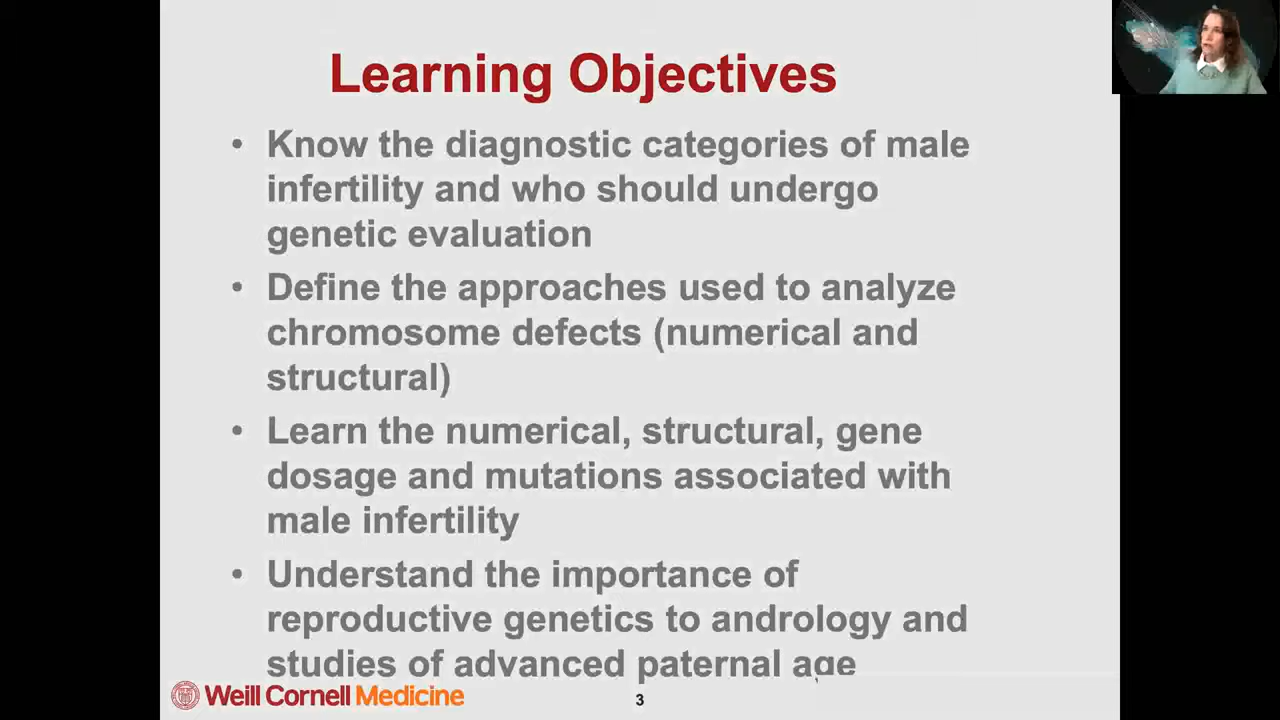 Learning Objectives
• Know the diagnostic categories of male
infertility and who should undergo
genetic evaluation
• Define the approaches used to analyze
chromosome defects (numerical and
structural)
• Learn the numerical, structural, gene
dosage and mutations associated with
male infertility
• Understand the importance of
reproductive genetics to andrology and
studies of advanced paternal age
Weill Cornell Medicine
3